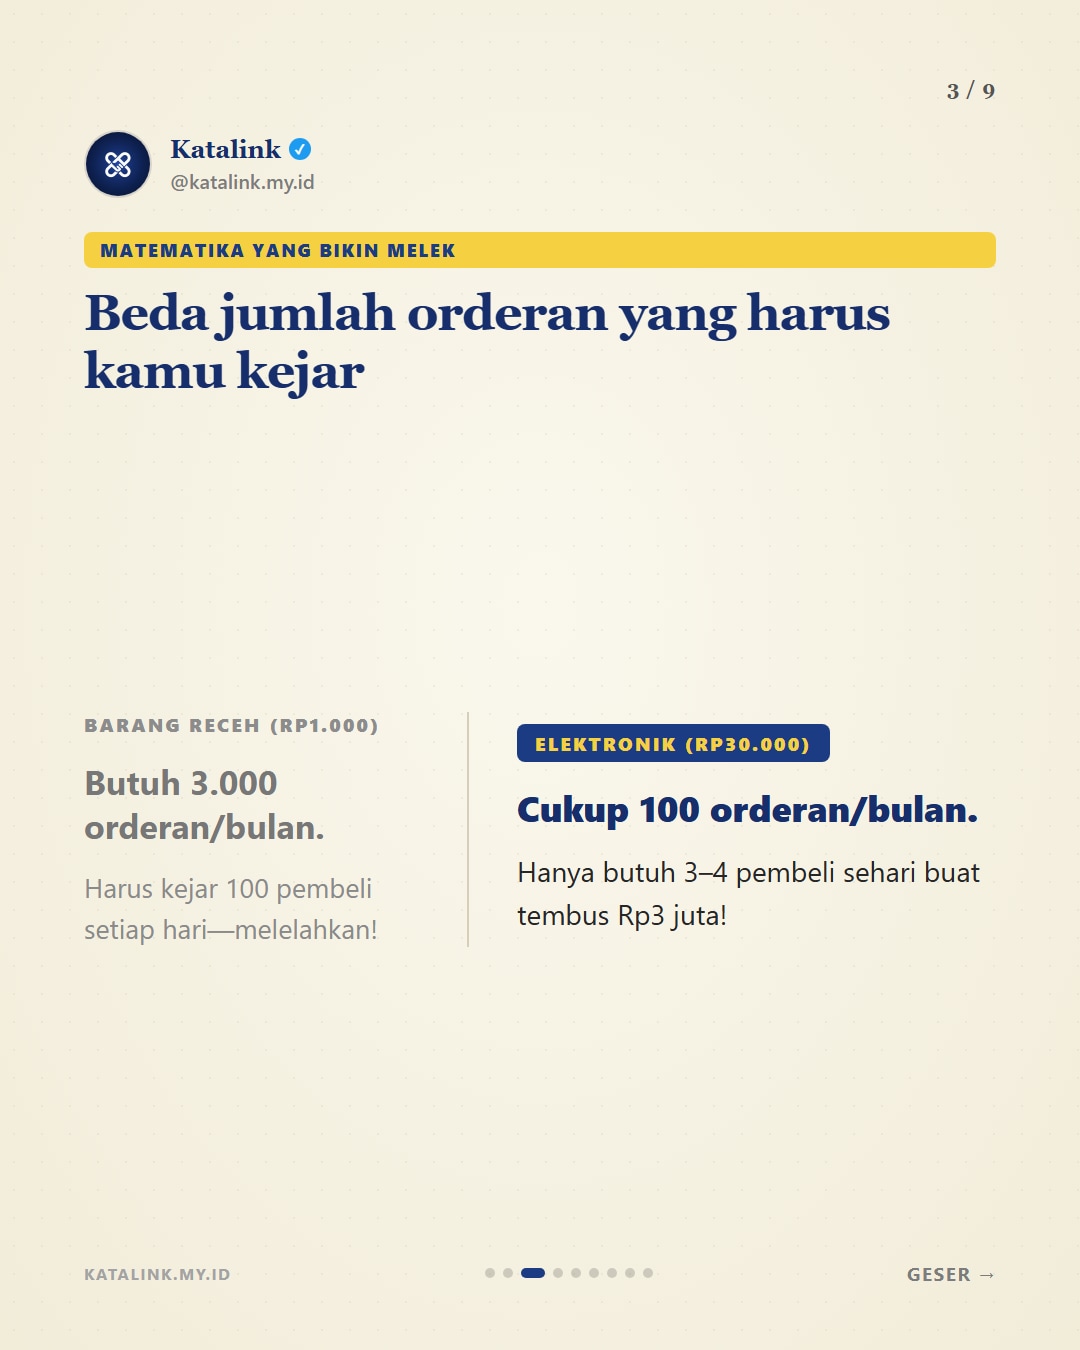 3 / 9
Katalink
@katalink.my.id
MATEMATIKA YANG BIKIN MELEK
Beda jumlah orderan yang harus
kamu kejar
BARANG RECEH (RP1.000)
Butuh 3.000
orderan/bulan.
Harus kejar 100 pembeli
setiap hari—melelahkan!
ELEKTRONIK (RP30.000)
Cukup 100 orderan/bulan.
Hanya butuh 3–4 pembeli sehari buat
tembus Rp3 juta!
KATALINK.MY.ID
GESER →